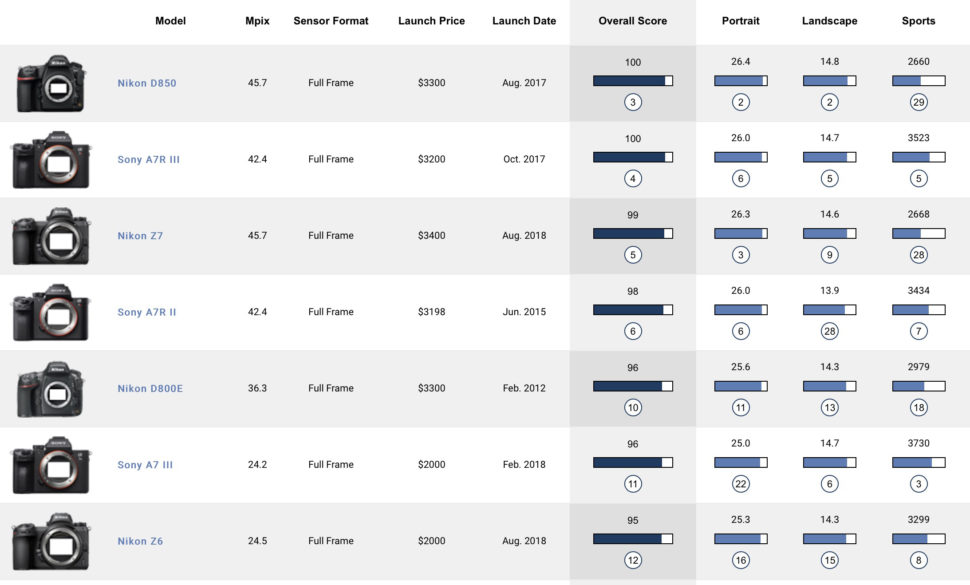 Model Mpix Sensor Format Launch Price Launch Date Overall Score Portrait Landscape Sports
100 26.4 14.8 2660
Nikon D850 45.7 Full Frame $3300 Aug. 2017
3 2 2 29
100 26.0 14.7 3523
Sony A7R III 42.4 Full Frame $3200 Oct. 2017
4 6 5 5
99 26.3 14.6 2668
Nikon Z7 45.7 Full Frame $3400 Aug. 2018
5 3 9 28
98 26.0 13.9 3434
Sony A7R II 42.4 Full Frame $3198 Jun. 2015
6 6 28 7
96 25.6 14.3 2979
Nikon D800E 36.3 Full Frame $3300 Feb. 2012
10 11 13 18
96 25.0 14.7 3730
Sony A7 III 24.2 Full Frame $2000 Feb. 2018
11 22 6 3
95 25.3 14.3 3299
Nikon Z6 24.5 Full Frame $2000 Aug. 2018
12 16 15 8